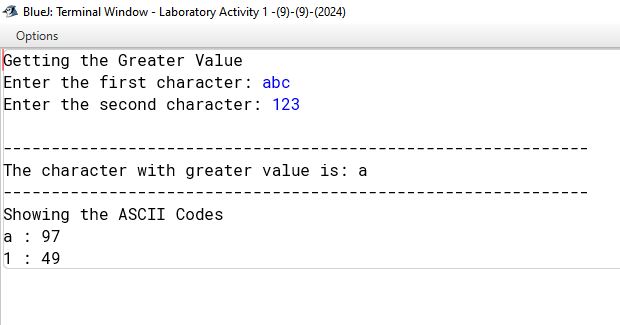 BlueJ: Terminal Window - Laboratory Activity 1 -(9)-(9)-(2024)
Options
Getting the Greater Value
Enter the first character: abc
Enter the second character: 123
-------------------------------------------------------------
The character with greater value is: a
-------------------------------------------------------------
Showing the ASCII Codes
a : 97
1 : 49